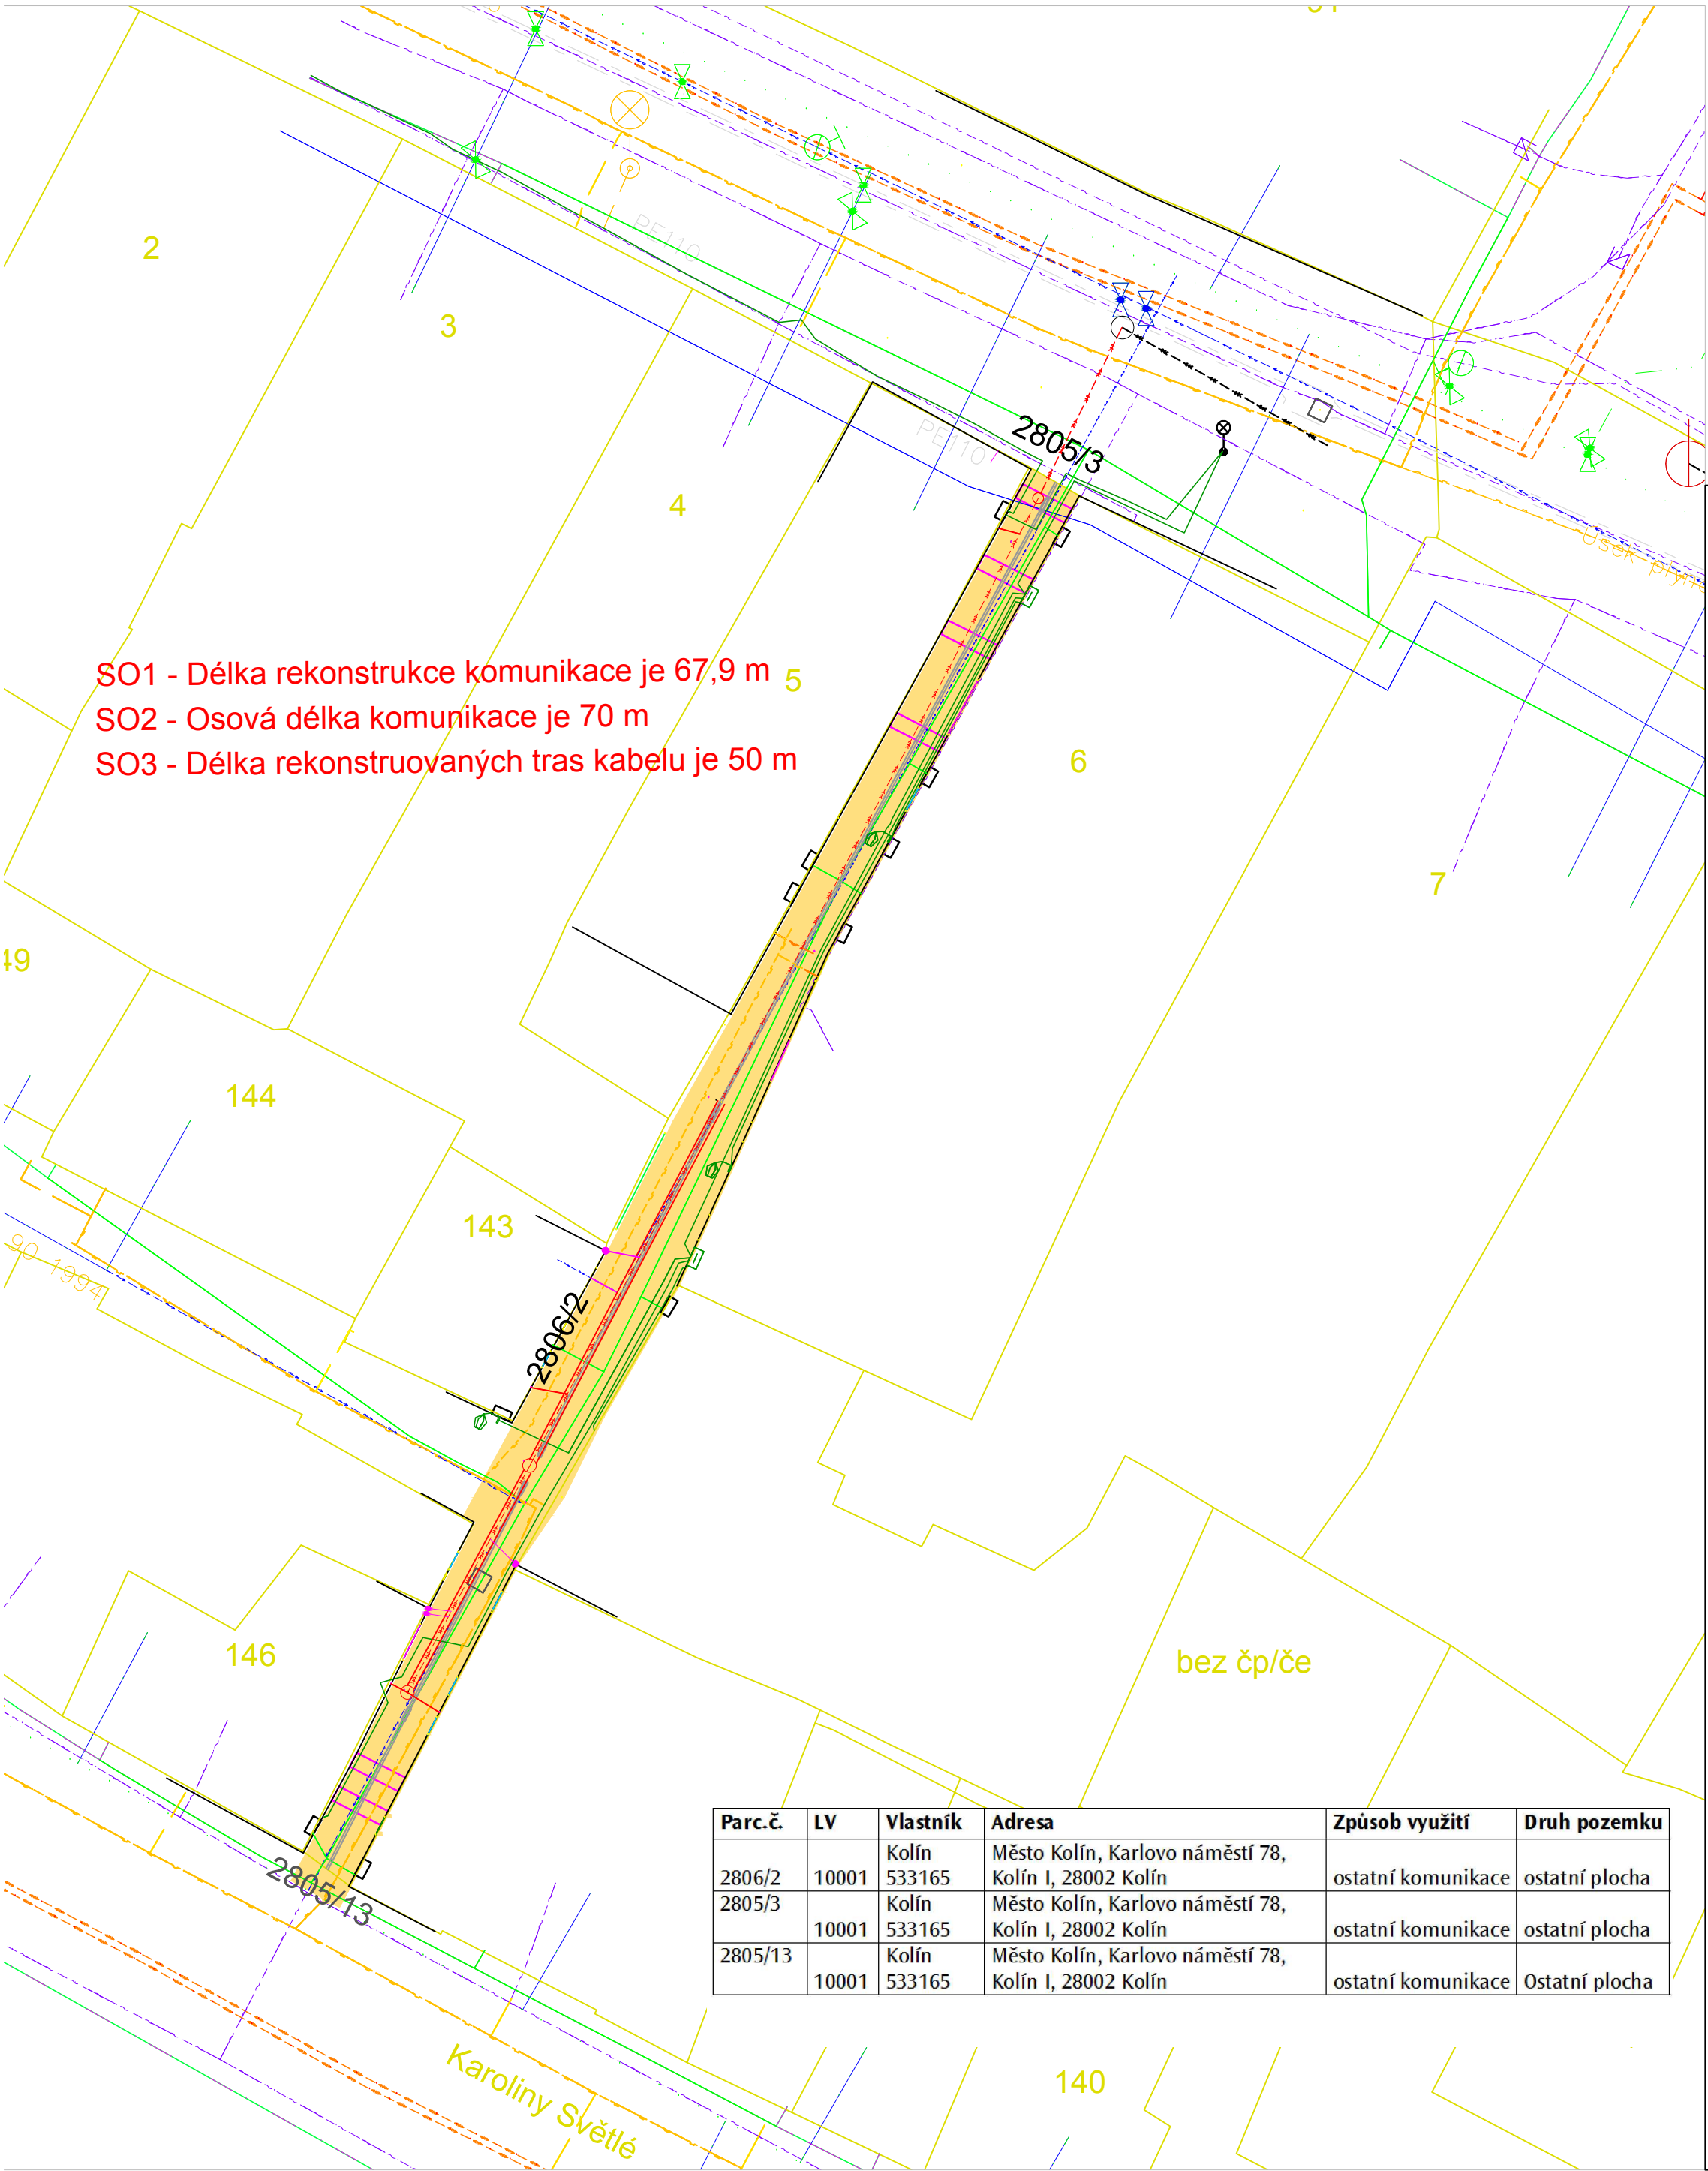 2
3
PE110
2805/3
PE110
4
SO1 - Délka rekonstrukce komunikace je 67,9 m
5
SO2 - Osová délka komunikace je 70 m
SO3 - Délka rekonstruovaných tras kabelu je 50 m
6
Úsek
7
49
144
143
90 1994
2806/2
146
bez čp/če
Parc.č. LV Vlastník Adresa Způsob využití Druh pozemku
2806/2 10001 Kolín 533165 Město Kolín, Karlovo náměstí 78, Kolín I, 28002 Kolín ostatní komunikace ostatní plocha
2805/3 10001 Kolín 533165 Město Kolín, Karlovo náměstí 78, Kolín I, 28002 Kolín ostatní komunikace ostatní plocha
2805/13 10001 Kolín 533165 Město Kolín, Karlovo náměstí 78, Kolín I, 28002 Kolín ostatní komunikace Ostatní plocha
2805/13
Karoliny Světlé
140